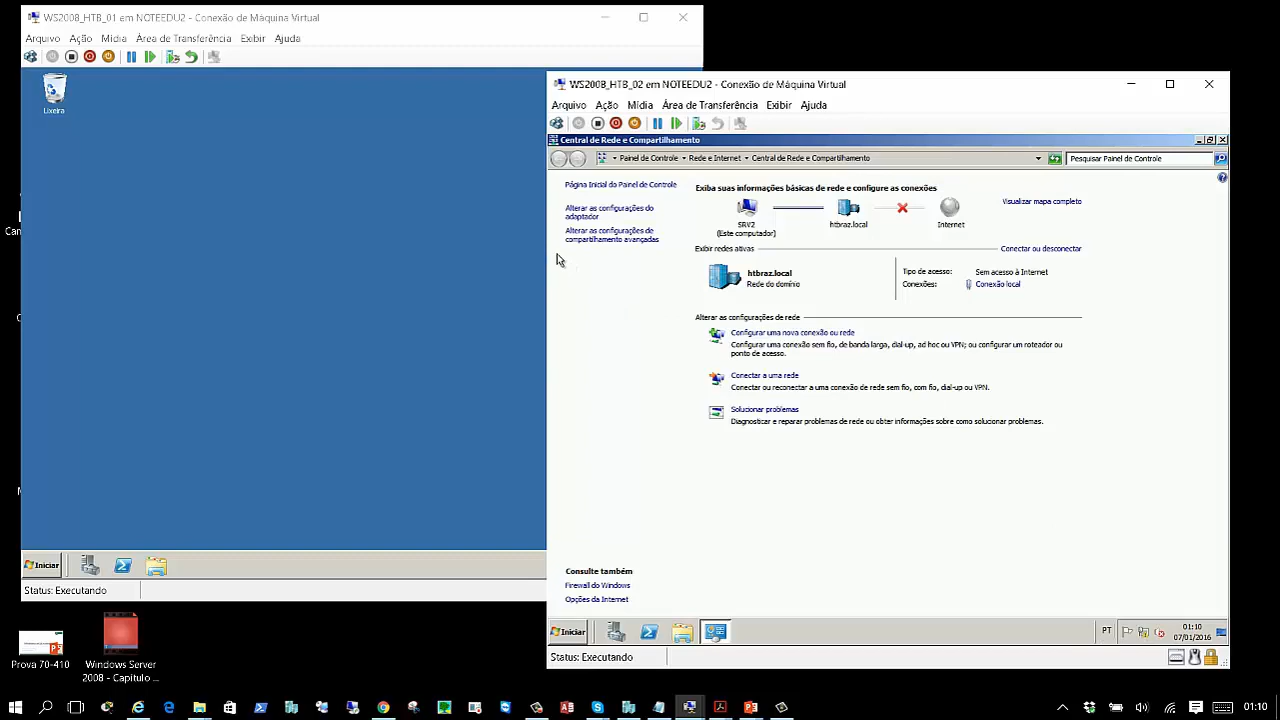 WS2008_HTB_01 em NOTEEDU2 - Conexão de Máquina Virtual
Arquivo Ação Mídia Área de Transferência Exibir Ajuda
Lixeira
Iniciar
Status: Executando
WS2008_HTB_02 em NOTEEDU2 - Conexão de Máquina Virtual
Arquivo Ação Mídia Área de Transferência Exibir Ajuda
Central de Rede e Compartilhamento
Painel de Controle Rede e Internet Central de Rede e Compartilhamento
Pesquisar Painel de Controle
Página Inicial do Painel de Controle
Alterar as configurações do
adaptador
Alterar as configurações de
compartilhamento avançadas
Exiba suas informações básicas de rede e configure as conexões
Visualizar mapa completo
SRV2
(Este computador)
htbraz.local
Internet
Exibir redes ativas
Conectar ou desconectar
htbraz.local
Rede do domínio
Tipo de acesso: Sem acesso à Internet
Conexões: Conexão local
Alterar as configurações de rede
Configurar uma nova conexão ou rede
Configurar uma conexão sem fio, de banda larga, dial-up, ad hoc ou VPN; ou configurar um roteador ou
ponto de acesso.
Conectar a uma rede
Conectar ou reconectar a uma conexão de rede sem fio, com fio, dial-up ou VPN.
Solucionar problemas
Diagnosticar e reparar problemas de rede ou obter informações sobre como solucionar problemas.
Consulte também
Firewall do Windows
Opções da Internet
Iniciar
PT
01:10
07/01/2016
Status: Executando
Prova 70-410
Windows Server
2008 - Capitulo ...
01:10